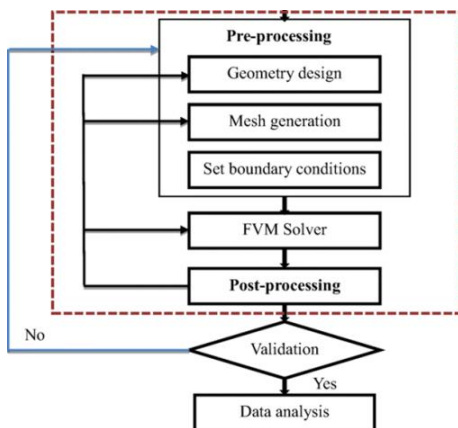 Pre-processing
Geometry design
Mesh generation
Set boundary conditions
FVM Solver
Post-processing
No
Validation
Yes
Data analysis